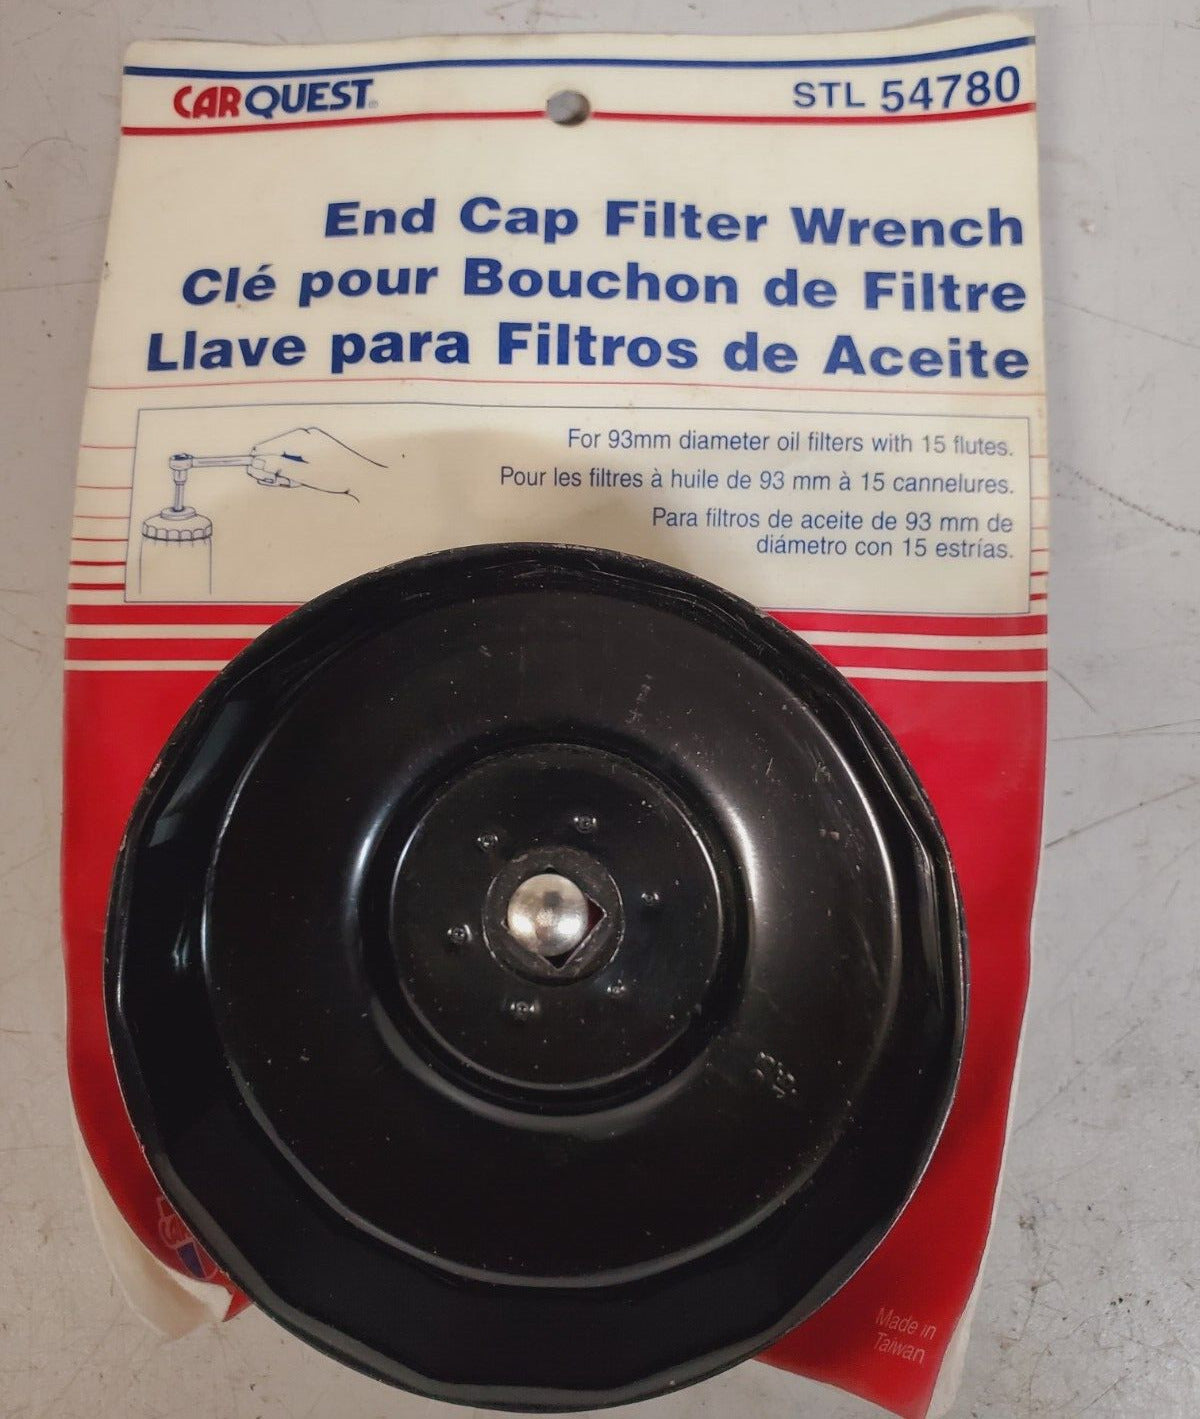 CARQUEST®
STL 54780
End Cap Filter Wrench
Clé pour Bouchon de Filtre
Llave para Filtros de Aceite
For 93mm diameter oil filters with 15 flutes.
Pour les filtres à huile de 93 mm à 15 cannelures.
Para filtros de aceite de 93 mm de
diámetro con 15 estrías.
Made in
Taiwan